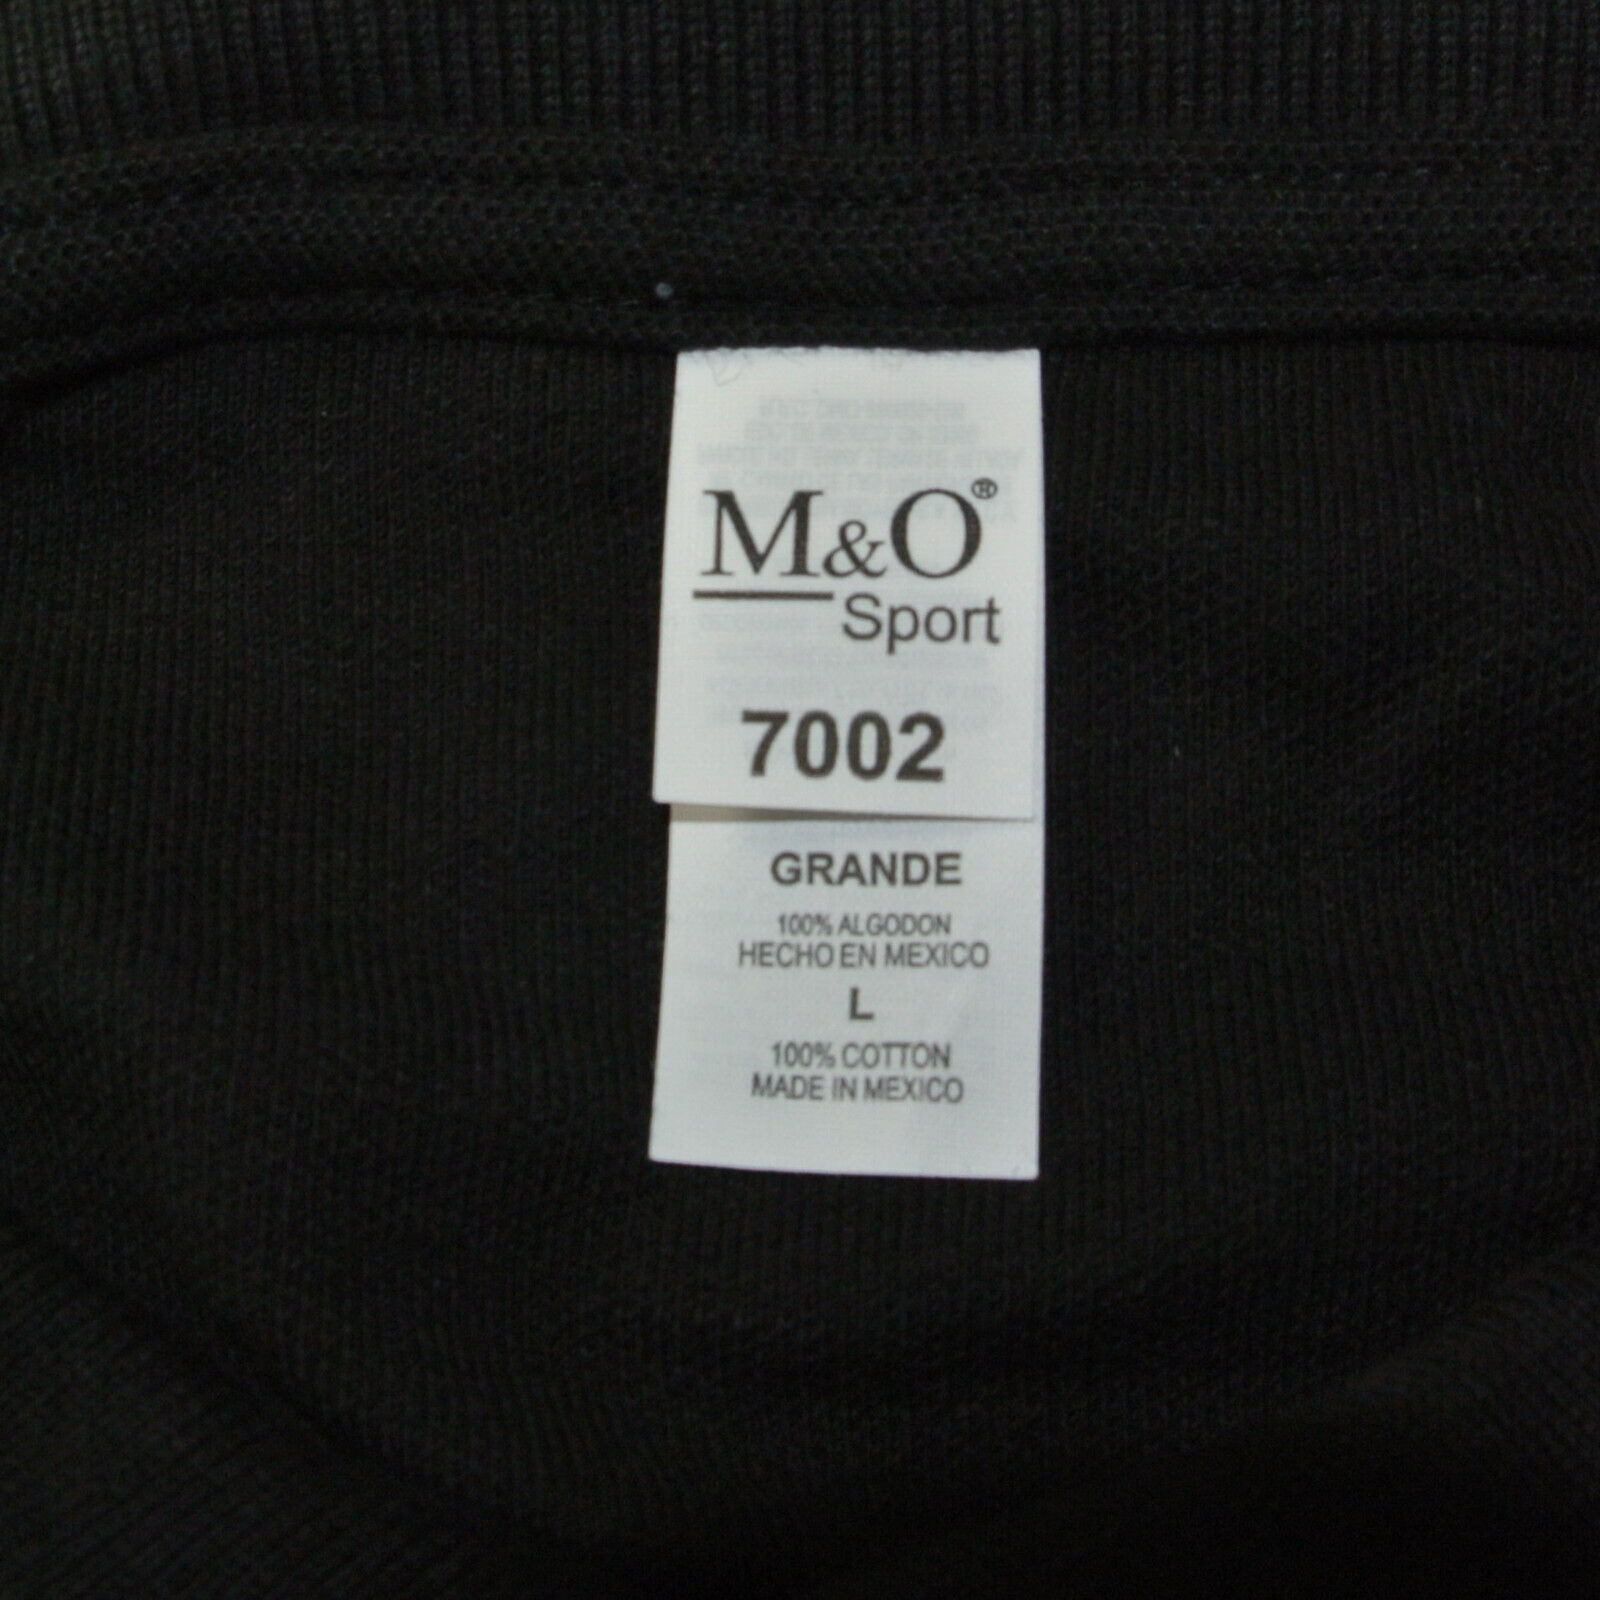 M&O®
Sport
7002
GRANDE
100% ALGODON
HECHO EN MEXICO
L
100% COTTON
MADE IN MEXICO